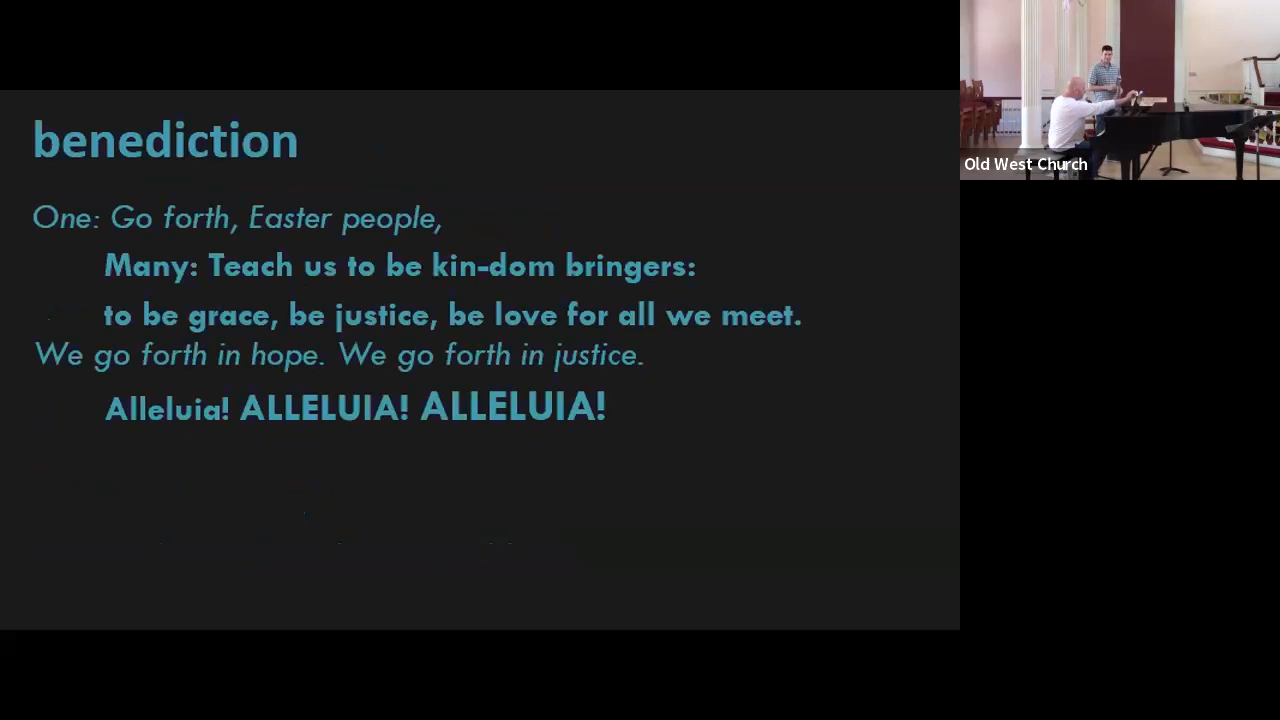 benediction
One: Go forth, Easter people,
Many: Teach us to be kin-dom bringers:
to be grace, be justice, be love for all we meet.
We go forth in hope. We go forth in justice.
Alleluia! ALLELUIA! ALLELUIA!
Old West Church